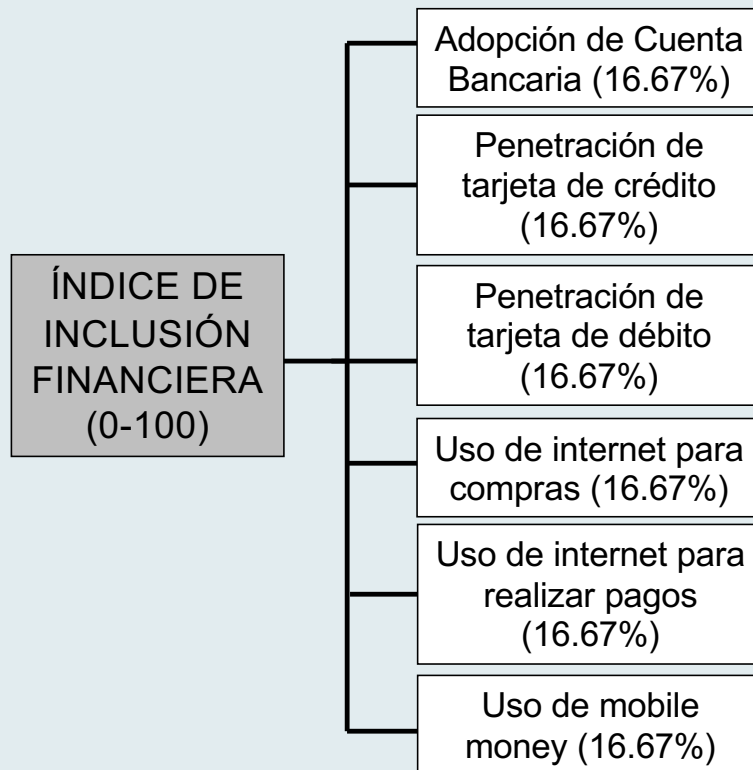 Adopción de Cuenta
Bancaria (16.67%)
Penetración de
tarjeta de crédito
(16.67%)
ÍNDICE DE
INCLUSIÓN
FINANCIERA
(0-100)
Penetración de
tarjeta de débito
(16.67%)
Uso de internet para
compras (16.67%)
Uso de internet para
realizar pagos
(16.67%)
Uso de mobile
money (16.67%)